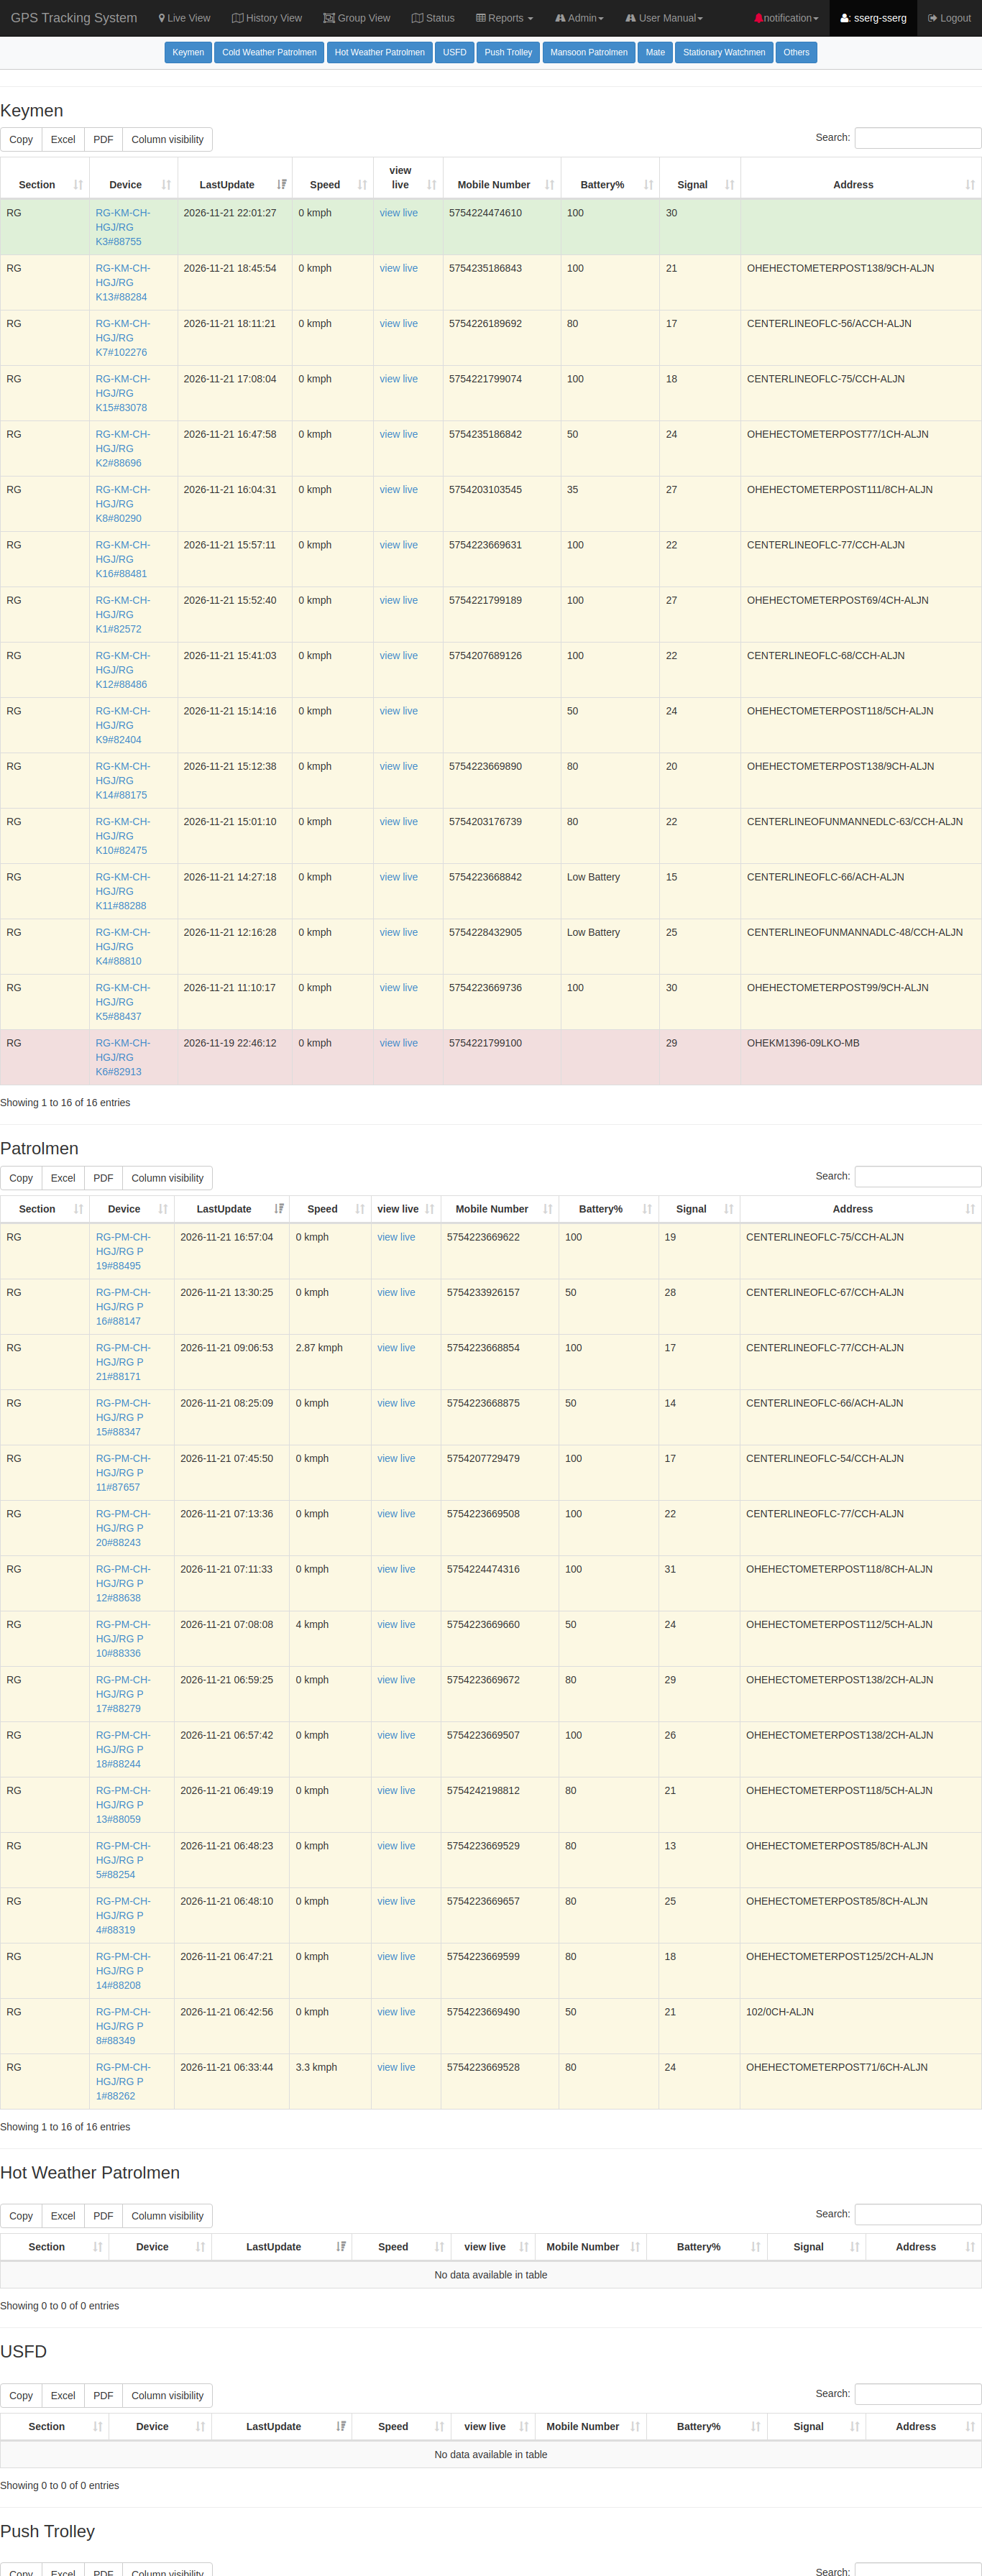 GPS Tracking System Live View History View Group View Status Reports Admin User Manual notification : sserg-sserg Logout
Keymen Cold Weather Patrolmen Hot Weather Patrolmen USFD Push Trolley Mansoon Patrolmen Mate Stationary Watchmen Others
Keymen
Copy Excel PDF Column visibility Search:
view
Section Device LastUpdate Speed live Mobile Number Battery% Signal Address
RG RG-KM-CH- 2026-11-21 22:01:27 0 kmph view live 5754224474610 100 30
HGJ/RG
K3#88755
RG RG-KM-CH- 2026-11-21 18:45:54 0 kmph view live 5754235186843 100 21 OHEHECTOMETERPOST138/9CH-ALJN
HGJ/RG
K13#88284
RG RG-KM-CH- 2026-11-21 18:11:21 0 kmph view live 5754226189692 80 17 CENTERLINEOFLC-56/ACCH-ALJN
HGJ/RG
K7#102276
RG RG-KM-CH- 2026-11-21 17:08:04 0 kmph view live 5754221799074 100 18 CENTERLINEOFLC-75/CCH-ALJN
HGJ/RG
K15#83078
RG RG-KM-CH- 2026-11-21 16:47:58 0 kmph view live 5754235186842 50 24 OHEHECTOMETERPOST77/1CH-ALJN
HGJ/RG
K2#88696
RG RG-KM-CH- 2026-11-21 16:04:31 0 kmph view live 5754203103545 35 27 OHEHECTOMETERPOST111/8CH-ALJN
HGJ/RG
K8#80290
RG RG-KM-CH- 2026-11-21 15:57:11 0 kmph view live 5754223669631 100 22 CENTERLINEOFLC-77/CCH-ALJN
HGJ/RG
K16#88481
RG RG-KM-CH- 2026-11-21 15:52:40 0 kmph view live 5754221799189 100 27 OHEHECTOMETERPOST69/4CH-ALJN
HGJ/RG
K1#82572
RG RG-KM-CH- 2026-11-21 15:41:03 0 kmph view live 5754207689126 100 22 CENTERLINEOFLC-68/CCH-ALJN
HGJ/RG
K12#88486
RG RG-KM-CH- 2026-11-21 15:14:16 0 kmph view live 50 24 OHEHECTOMETERPOST118/5CH-ALJN
HGJ/RG
K9#82404
RG RG-KM-CH- 2026-11-21 15:12:38 0 kmph view live 5754223669890 80 20 OHEHECTOMETERPOST138/9CH-ALJN
HGJ/RG
K14#88175
RG RG-KM-CH- 2026-11-21 15:01:10 0 kmph view live 5754203176739 80 22 CENTERLINEOFUNMANNEDLC-63/CCH-ALJN
HGJ/RG
K10#82475
RG RG-KM-CH- 2026-11-21 14:27:18 0 kmph view live 5754223668842 Low Battery 15 CENTERLINEOFLC-66/ACH-ALJN
HGJ/RG
K11#88288
RG RG-KM-CH- 2026-11-21 12:16:28 0 kmph view live 5754228432905 Low Battery 25 CENTERLINEOFUNMANNADLC-48/CCH-ALJN
HGJ/RG
K4#88810
RG RG-KM-CH- 2026-11-21 11:10:17 0 kmph view live 5754223669736 100 30 OHEHECTOMETERPOST99/9CH-ALJN
HGJ/RG
K5#88437
RG RG-KM-CH- 2026-11-19 22:46:12 0 kmph view live 5754221799100 29 OHEKM1396-09LKO-MB
HGJ/RG
K6#82913
Showing 1 to 16 of 16 entries
Patrolmen
Copy Excel PDF Column visibility Search:
Section Device LastUpdate Speed view live Mobile Number Battery% Signal Address
RG RG-PM-CH- 2026-11-21 16:57:04 0 kmph view live 5754223669622 100 19 CENTERLINEOFLC-75/CCH-ALJN
HGJ/RG P
19#88495
RG RG-PM-CH- 2026-11-21 13:30:25 0 kmph view live 5754233926157 50 28 CENTERLINEOFLC-67/CCH-ALJN
HGJ/RG P
16#88147
RG RG-PM-CH- 2026-11-21 09:06:53 2.87 kmph view live 5754223668854 100 17 CENTERLINEOFLC-77/CCH-ALJN
HGJ/RG P
21#88171
RG RG-PM-CH- 2026-11-21 08:25:09 0 kmph view live 5754223668875 50 14 CENTERLINEOFLC-66/ACH-ALJN
HGJ/RG P
15#88347
RG RG-PM-CH- 2026-11-21 07:45:50 0 kmph view live 5754207729479 100 17 CENTERLINEOFLC-54/CCH-ALJN
HGJ/RG P
11#87657
RG RG-PM-CH- 2026-11-21 07:13:36 0 kmph view live 5754223669508 100 22 CENTERLINEOFLC-77/CCH-ALJN
HGJ/RG P
20#88243
RG RG-PM-CH- 2026-11-21 07:11:33 0 kmph view live 5754224474316 100 31 OHEHECTOMETERPOST118/8CH-ALJN
HGJ/RG P
12#88638
RG RG-PM-CH- 2026-11-21 07:08:08 4 kmph view live 5754223669660 50 24 OHEHECTOMETERPOST112/5CH-ALJN
HGJ/RG P
10#88336
RG RG-PM-CH- 2026-11-21 06:59:25 0 kmph view live 5754223669672 80 29 OHEHECTOMETERPOST138/2CH-ALJN
HGJ/RG P
17#88279
RG RG-PM-CH- 2026-11-21 06:57:42 0 kmph view live 5754223669507 100 26 OHEHECTOMETERPOST138/2CH-ALJN
HGJ/RG P
18#88244
RG RG-PM-CH- 2026-11-21 06:49:19 0 kmph view live 5754242198812 80 21 OHEHECTOMETERPOST118/5CH-ALJN
HGJ/RG P
13#88059
RG RG-PM-CH- 2026-11-21 06:48:23 0 kmph view live 5754223669529 80 13 OHEHECTOMETERPOST85/8CH-ALJN
HGJ/RG P
5#88254
RG RG-PM-CH- 2026-11-21 06:48:10 0 kmph view live 5754223669657 80 25 OHEHECTOMETERPOST85/8CH-ALJN
HGJ/RG P
4#88319
RG RG-PM-CH- 2026-11-21 06:47:21 0 kmph view live 5754223669599 80 18 OHEHECTOMETERPOST125/2CH-ALJN
HGJ/RG P
14#88208
RG RG-PM-CH- 2026-11-21 06:42:56 0 kmph view live 5754223669490 50 21 102/0CH-ALJN
HGJ/RG P
8#88349
RG RG-PM-CH- 2026-11-21 06:33:44 3.3 kmph view live 5754223669528 80 24 OHEHECTOMETERPOST71/6CH-ALJN
HGJ/RG P
1#88262
Showing 1 to 16 of 16 entries
Hot Weather Patrolmen
Copy Excel PDF Column visibility Search:
Section Device LastUpdate Speed view live Mobile Number Battery% Signal Address
No data available in table
Showing 0 to 0 of 0 entries
USFD
Copy Excel PDF Column visibility Search:
Section Device LastUpdate Speed view live Mobile Number Battery% Signal Address
No data available in table
Showing 0 to 0 of 0 entries
Push Trolley
Copy Excel PDF Column visibility Search: